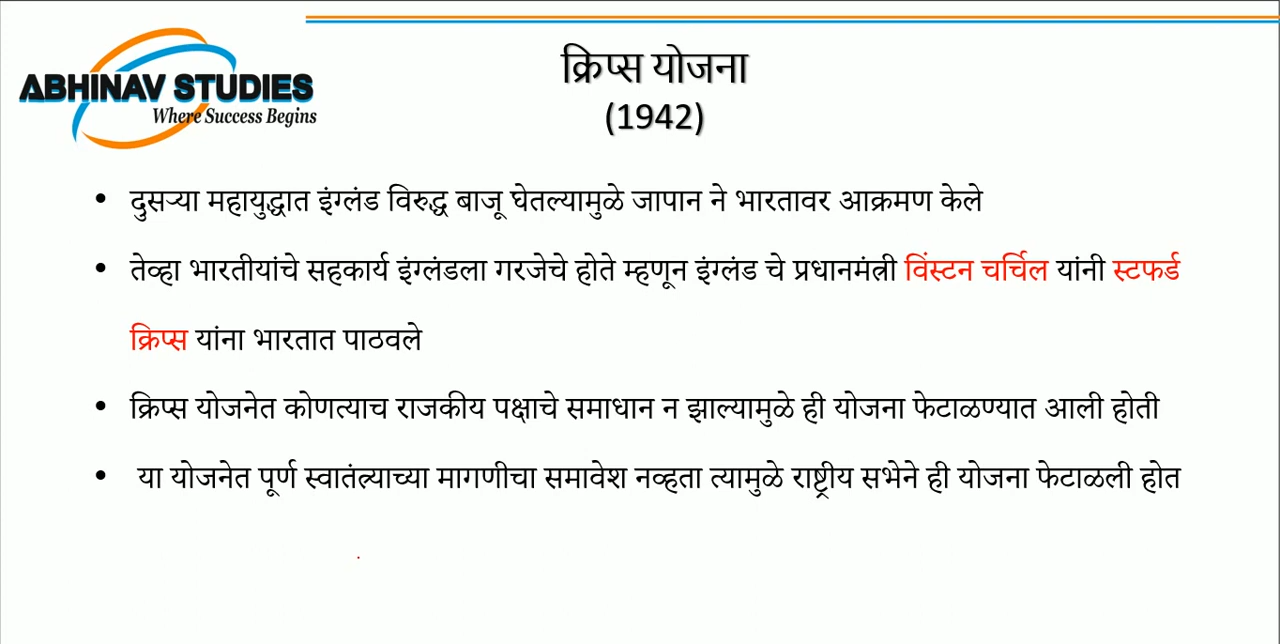 ABHINAV STUDIES
Where Success Begins
क्रिप्स योजना
(1942)
• दुसऱ्या महायुद्धात इंग्लंड विरुद्ध बाजू घेतल्यामुळे जापान ने भारतावर आक्रमण केले
• तेव्हा भारतीयांचे सहकार्य इंग्लंडला गरजेचे होते म्हणून इंग्लंड चे प्रधानमंत्री विंस्टन चर्चिल यांनी स्टफर्ड
क्रिप्स यांना भारतात पाठवले
• क्रिप्स योजनेत कोणत्याच राजकीय पक्षाचे समाधान न झाल्यामुळे ही योजना फेटाळण्यात आली होती
• या योजनेत पूर्ण स्वातंत्र्याच्या मागणीचा समावेश नव्हता त्यामुळे राष्ट्रीय सभेने ही योजना फेटाळली होत